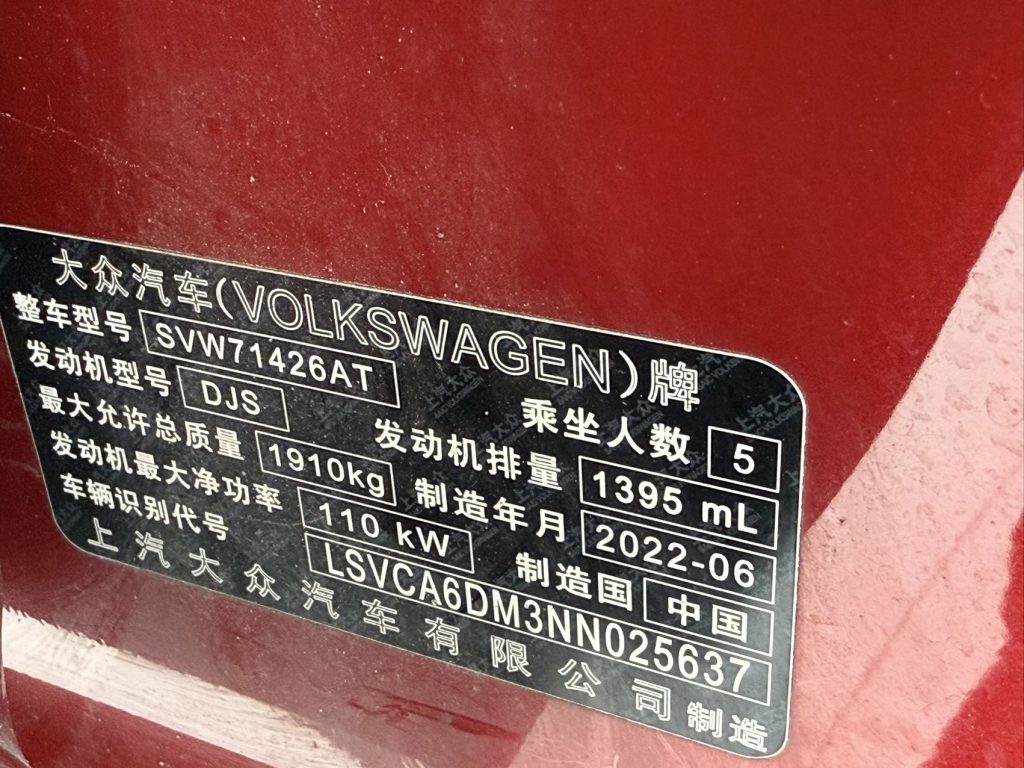 大众汽车(VOLKSWAGEN)牌
整车型号 SVW71426AT 乘坐人数 5
发动机型号 DJS 发动机排量 1395 mL
最大允许总质量 1910kg 制造年月 2022-06
发动机最大净功率 110 kW 制造国 中国
车辆识别代号 LSVCA6DM3NN025637
上汽大众汽车有限公司制造